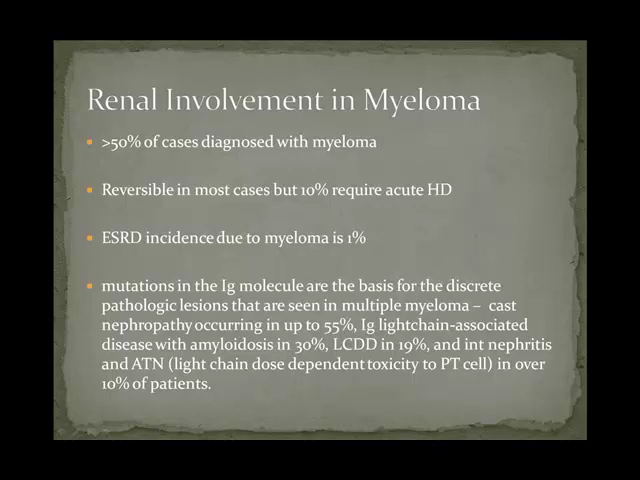 Renal Involvement in Myeloma
>50% of cases diagnosed with myeloma
Reversible in most cases but 10% require acute HD
ESRD incidence due to myeloma is 1%
mutations in the Ig molecule are the basis for the discrete
pathologic lesions that are seen in multiple myeloma – cast
nephropathy occurring in up to 55%, Ig lightchain-associated
disease with amyloidosis in 30%, LCDD in 19%, and int nephritis
and ATN (light chain dose dependent toxicity to PT cell) in over
10% of patients.